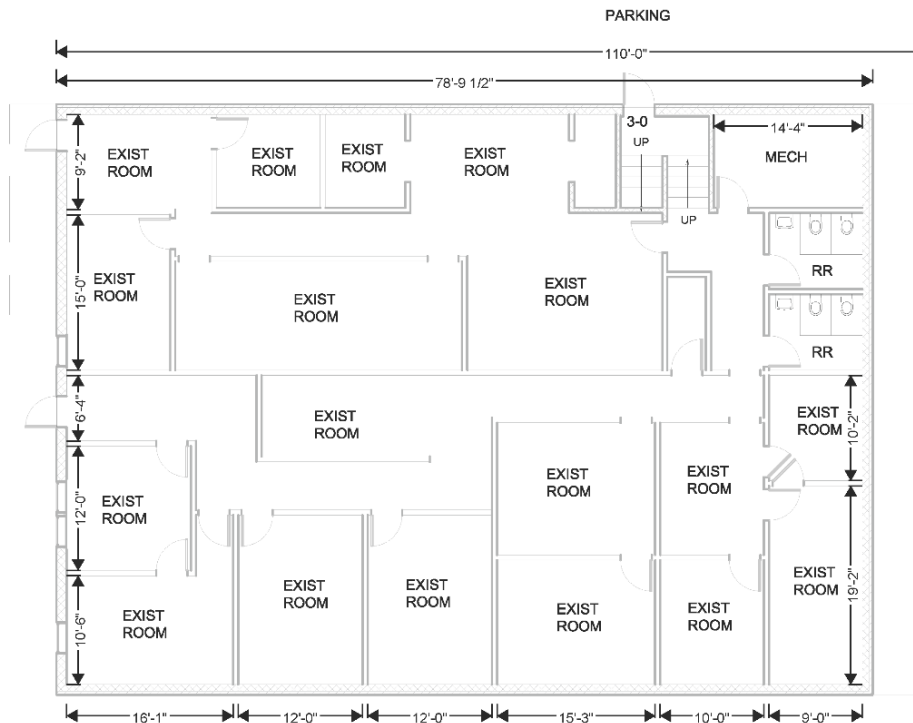 PARKING
110'-0"
78'-9 1/2"
3-0
UP
UP
14'-4"
MECH
9'-2"
EXIST
ROOM
EXIST
ROOM
EXIST
ROOM
EXIST
ROOM
15'-0"
EXIST
ROOM
EXIST
ROOM
EXIST
ROOM
RR
RR
6'-4"
EXIST
ROOM
EXIST
ROOM
10'-2"
12'-0"
EXIST
ROOM
EXIST
ROOM
EXIST
ROOM
10'-6"
EXIST
ROOM
EXIST
ROOM
EXIST
ROOM
EXIST
ROOM
EXIST
ROOM
EXIST
ROOM
19'-2"
16'-1"
12'-0"
12'-0"
15'-3"
10'-0"
9'-0"